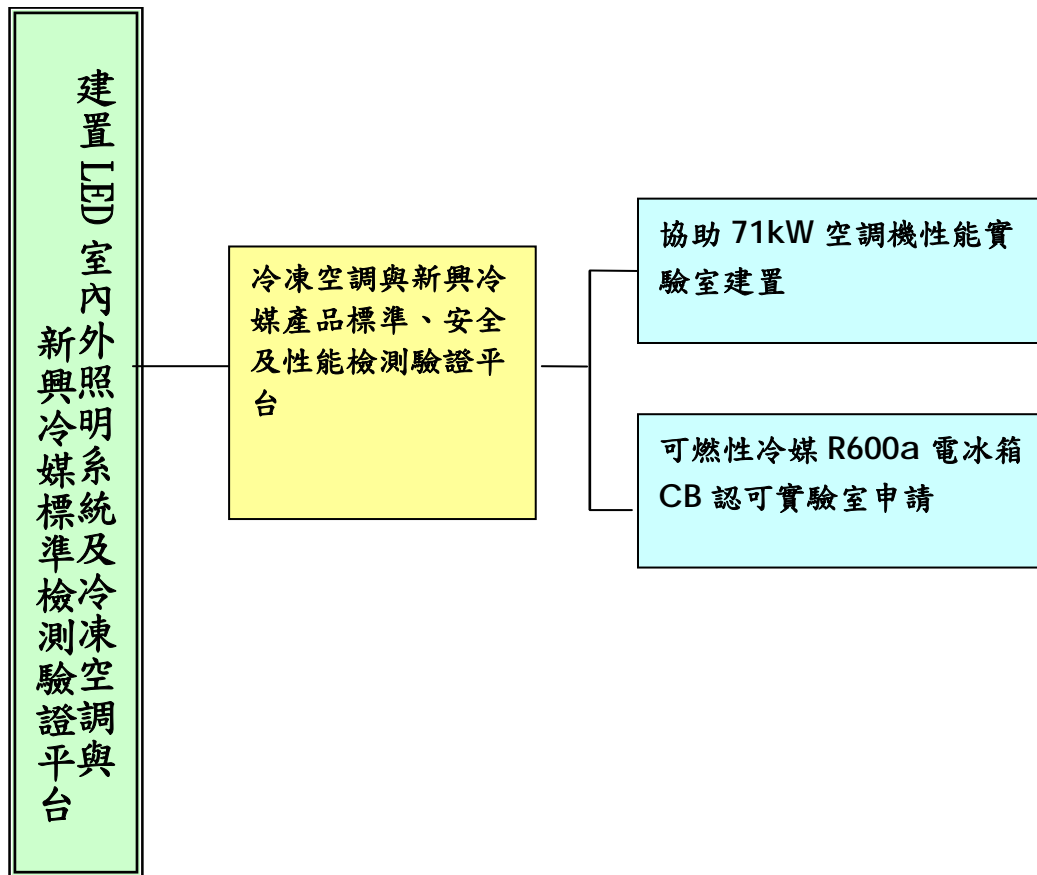 建置 LED 室內外照明系統及冷凍空調與
新興冷媒標準檢測驗證平台
冷凍空調與新興冷
媒產品標準、安全
及性能檢測驗證平
台
協助 71kW 空調機性能實
驗室建置
可燃性冷媒 R600a 電冰箱
CB 認可實驗室申請